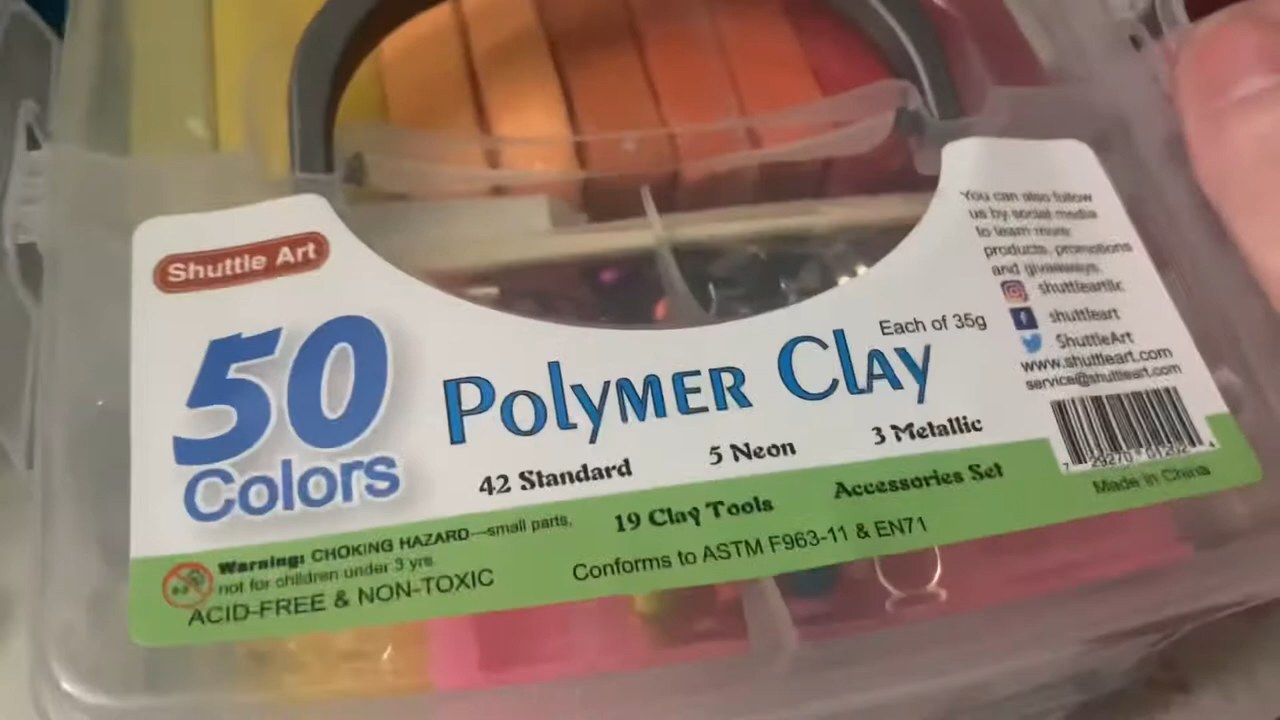 Shuttle Art
50
Colors
Polymer Clay
Each of 35g
42 Standard
5 Neon
3 Metallic
19 Clay Tools
Accessories Set
Warning: CHOKING HAZARD—small parts,
not for children under 3 yrs.
ACID-FREE & NON-TOXIC
Conforms to ASTM F963-11 & EN71
You can also follow
us by social media
to learn more
products, promotions
and giveaways.
shuttleartllc
shuttleart
ShuttleArt
www.shuttleart.com
service@shuttleart.com
Made in China